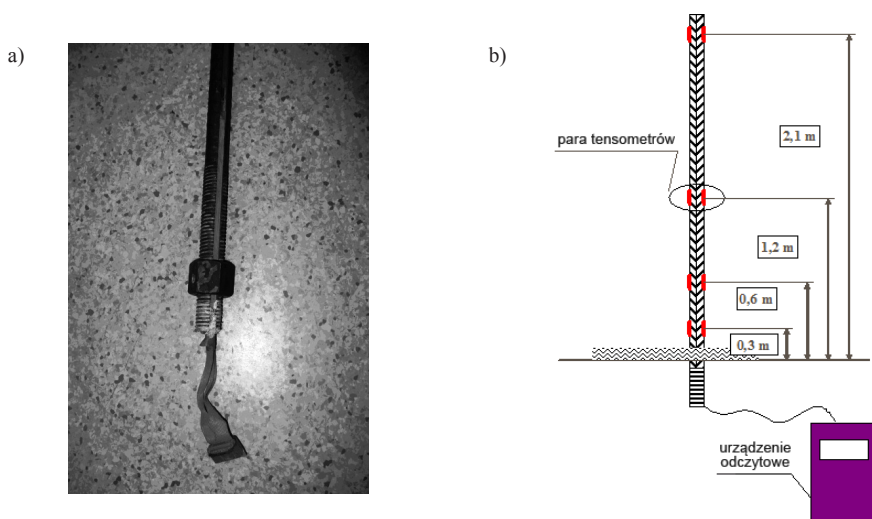 a)
b)
para tensometrów
2,1 m
1,2 m
0,6 m
0,3 m
urządzenie
odczytowe